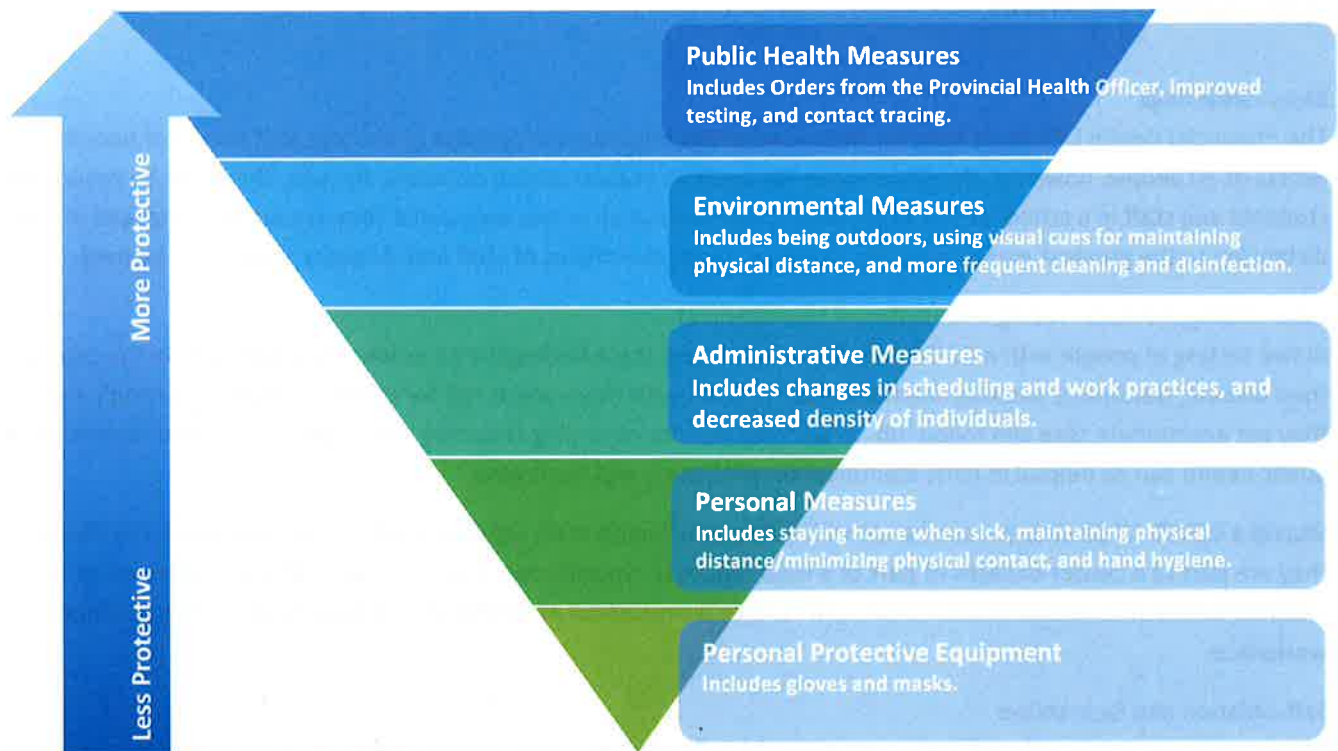 Public Health Measures
Includes Orders from the Provincial Health Officer, improved
testing, and contact tracing.
Environmental Measures
Includes being outdoors, using visual cues for maintaining
physical distance, and more frequent cleaning and disinfection.
Administrative Measures
Includes changes in scheduling and work practices, and
decreased density of individuals.
Personal Measures
Includes staying home when sick, maintaining physical
distance/minimizing physical contact, and hand hygiene.
Personal Protective Equipment
Includes gloves and masks.
More Protective
Less Protective